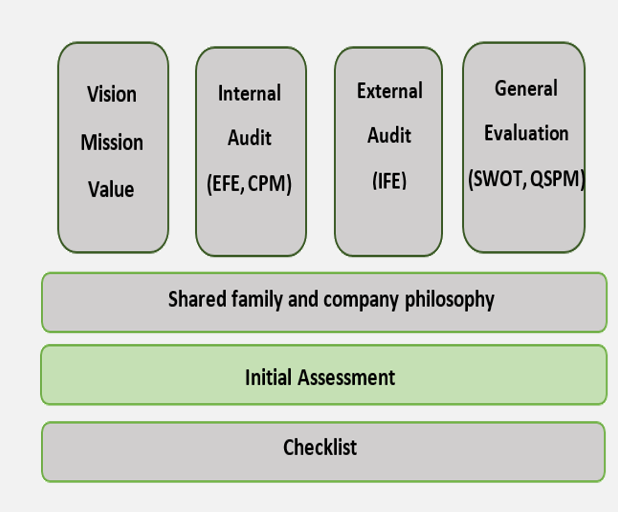 Vision
Mission
Value
Internal
Audit
(EFE, CPM)
External
Audit
(IFE)
General
Evaluation
(SWOT, QSPM)
Shared family and company philosophy
Initial Assessment
Checklist